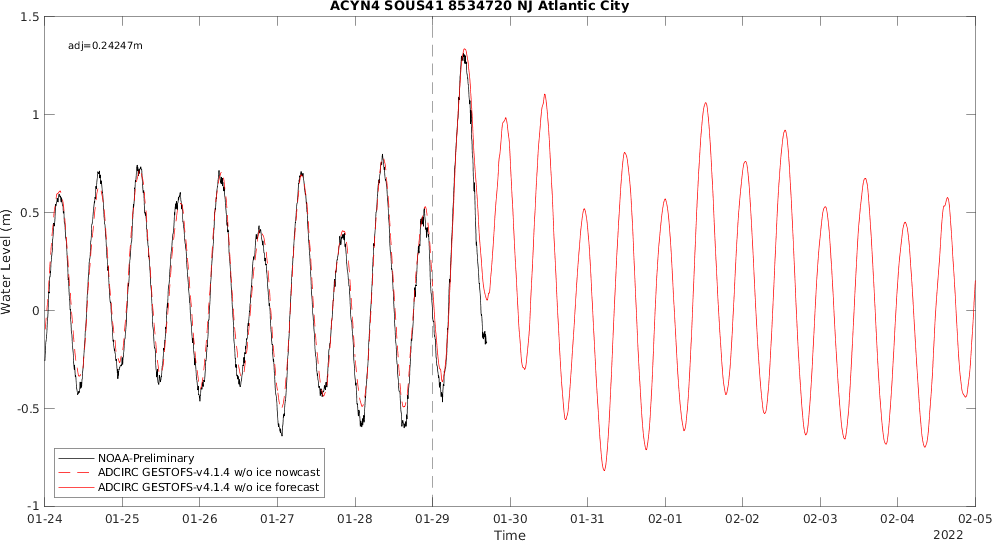 ACYN4 SOUS41 8534720 NJ Atlantic City
1.5
adj=0.24247m
1
0.5
Water Level (m)
0
-0.5
NOAA-Preliminary
ADCIRC GESTOFS-v4.1.4 w/o ice nowcast
ADCIRC GESTOFS-v4.1.4 w/o ice forecast
-1
01-24 01-25 01-26 01-27 01-28 01-29 01-30 01-31 02-01 02-02 02-03 02-04 02-05
Time
2022